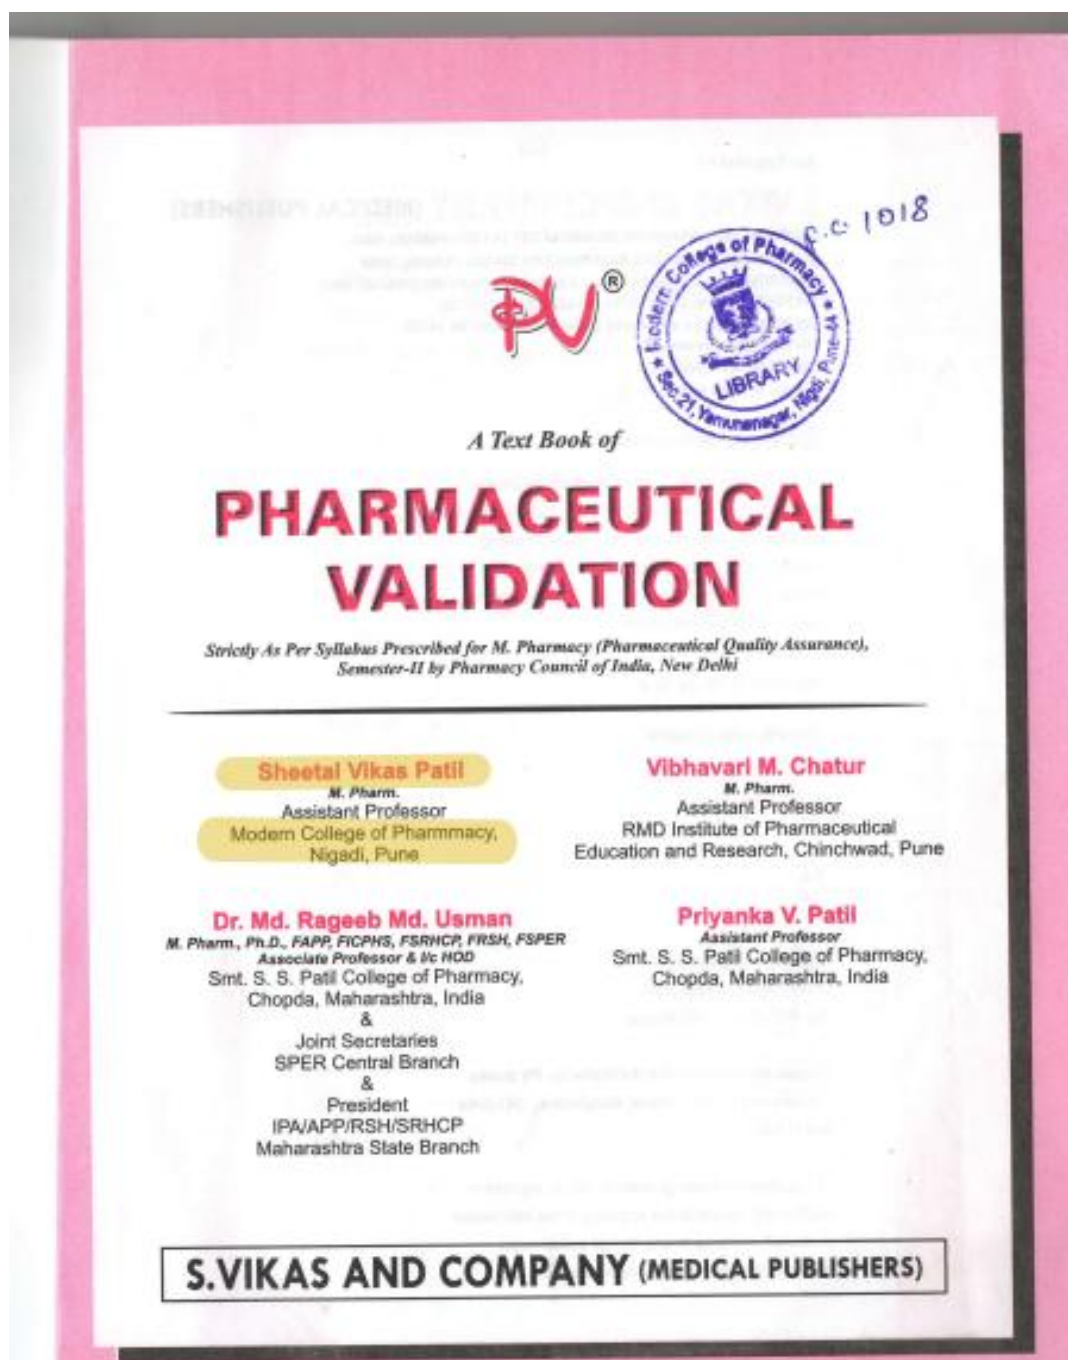 PV®
C.C. 1018
★ Modern College of Pharmacy ★
Sec.21, Yamunanagar, Nigdi, Pune-44
LIBRARY
A Text Book of
PHARMACEUTICAL
VALIDATION
Strictly As Per Syllabus Prescribed for M. Pharmacy (Pharmaceutical Quality Assurance),
Semester-II by Pharmacy Council of India, New Delhi
Sheetal Vikas Patil
M. Pharm.
Assistant Professor
Modern College of Pharmmacy,
Nigadi, Pune
Vibhavari M. Chatur
M. Pharm.
Assistant Professor
RMD Institute of Pharmaceutical
Education and Research, Chinchwad, Pune
Dr. Md. Rageeb Md. Usman
M. Pharm., Ph.D., FAPP, FICPHS, FSRHCP, FRSH, FSPER
Associate Professor & I/c HOD
Smt. S. S. Patil College of Pharmacy,
Chopda, Maharashtra, India
&
Joint Secretaries
SPER Central Branch
&
President
IPA/APP/RSH/SRHCP
Maharashtra State Branch
Priyanka V. Patil
Assistant Professor
Smt. S. S. Patil College of Pharmacy,
Chopda, Maharashtra, India
S.VIKAS AND COMPANY (MEDICAL PUBLISHERS)